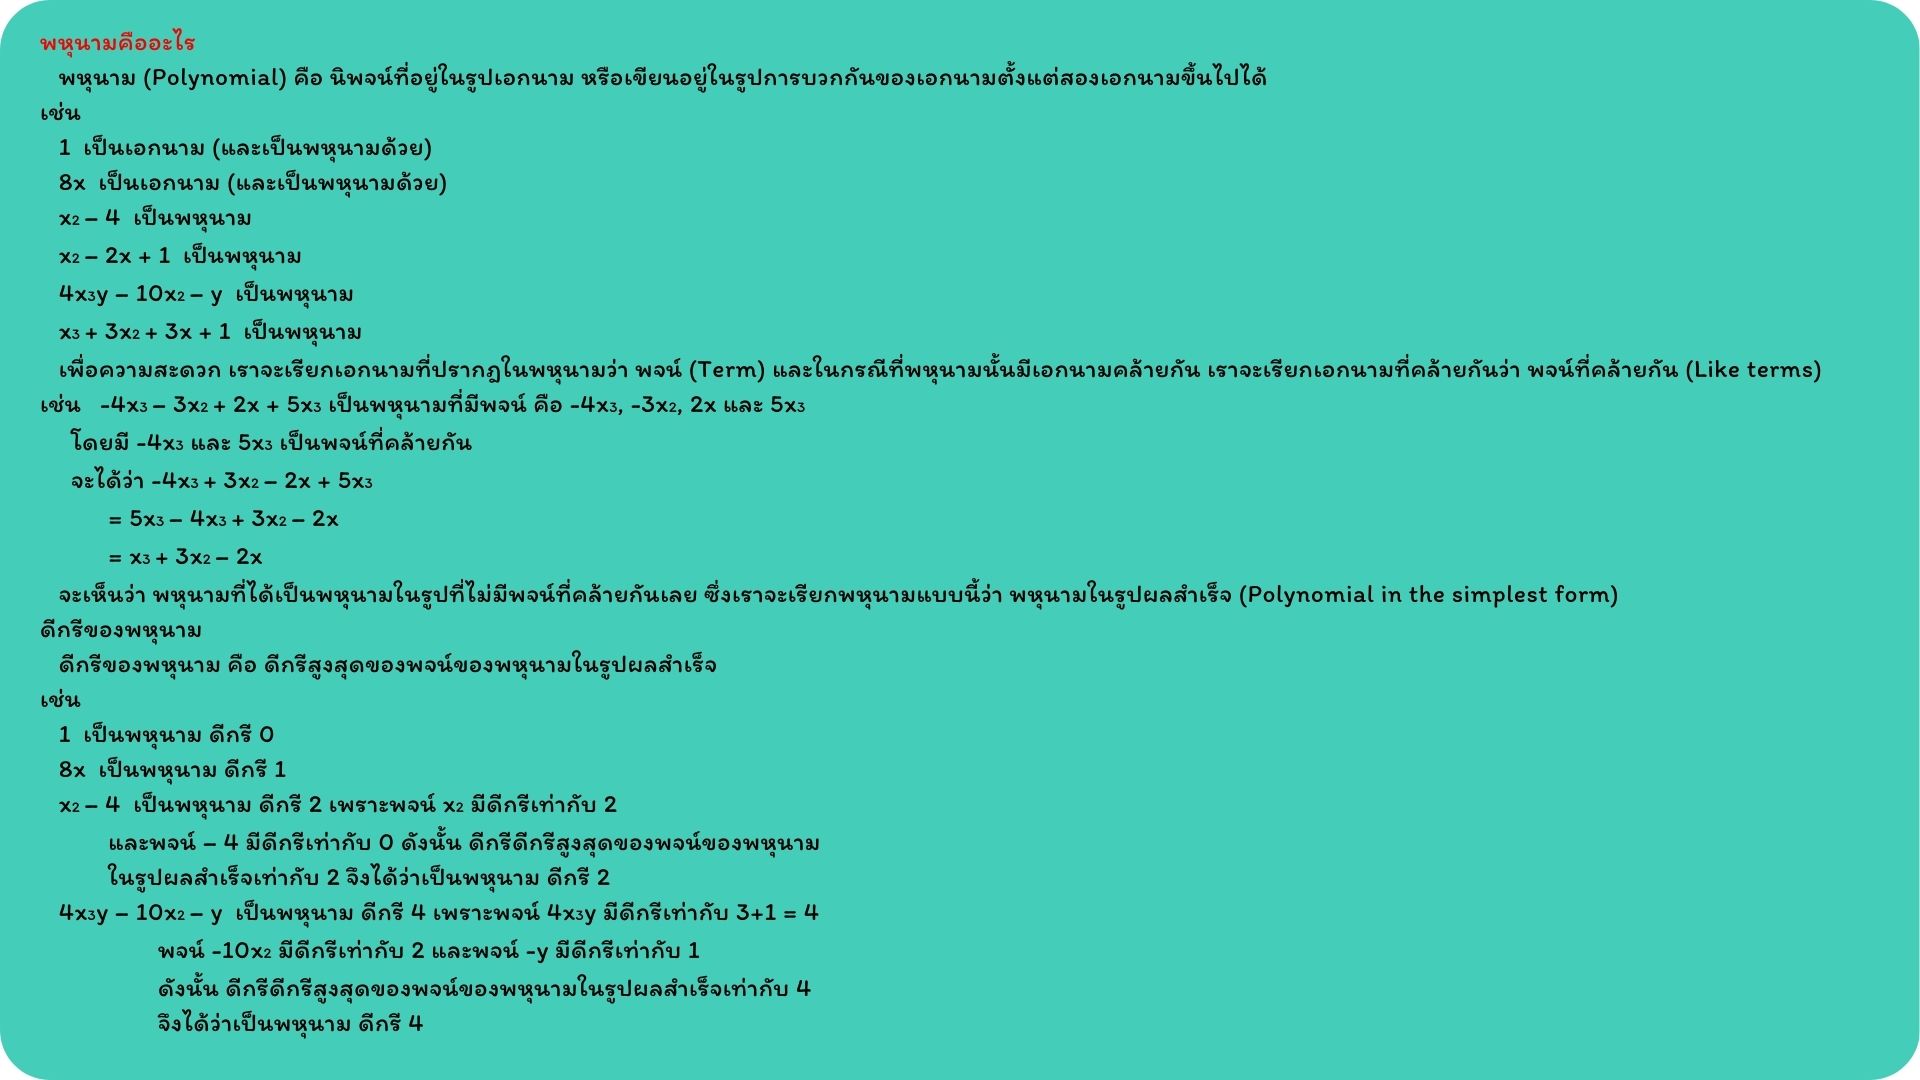 พหุนามคืออะไร
พหุนาม (Polynomial) คือ นิพจน์ที่อยู่ในรูปเอกนาม หรือเขียนอยู่ในรูปการบวกกันของเอกนามตั้งแต่สองเอกนามขึ้นไปได้
เช่น
1 เป็นเอกนาม (และเป็นพหุนามด้วย)
8x เป็นเอกนาม (และเป็นพหุนามด้วย)
x2 – 4 เป็นพหุนาม
x2 – 2x + 1 เป็นพหุนาม
4x3y – 10x2 – y เป็นพหุนาม
x3 + 3x2 + 3x + 1 เป็นพหุนาม
เพื่อความสะดวก เราจะเรียกเอกนามที่ปรากฏในพหุนามว่า พจน์ (Term) และในกรณีที่พหุนามนั้นมีเอกนามคล้ายกัน เราจะเรียกเอกนามที่คล้ายกันว่า พจน์ที่คล้ายกัน (Like terms)
เช่น -4x3 – 3x2 + 2x + 5x3 เป็นพหุนามที่มีพจน์ คือ -4x3, -3x2, 2x และ 5x3
โดยมี -4x3 และ 5x3 เป็นพจน์ที่คล้ายกัน
จะได้ว่า -4x3 + 3x2 – 2x + 5x3
= 5x3 – 4x3 + 3x2 – 2x
= x3 + 3x2 – 2x
จะเห็นว่า พหุนามที่ได้เป็นพหุนามในรูปที่ไม่มีพจน์ที่คล้ายกันเลย ซึ่งเราจะเรียกพหุนามแบบนี้ว่า พหุนามในรูปผลสำเร็จ (Polynomial in the simplest form)
ดีกรีของพหุนาม
ดีกรีของพหุนาม คือ ดีกรีสูงสุดของพจน์ของพหุนามในรูปผลสำเร็จ
เช่น
1 เป็นพหุนาม ดีกรี 0
8x เป็นพหุนาม ดีกรี 1
x2 – 4 เป็นพหุนาม ดีกรี 2 เพราะพจน์ x2 มีดีกรีเท่ากับ 2
และพจน์ – 4 มีดีกรีเท่ากับ 0 ดังนั้น ดีกรีดีกรีสูงสุดของพจน์ของพหุนาม
ในรูปผลสำเร็จเท่ากับ 2 จึงได้ว่าเป็นพหุนาม ดีกรี 2
4x3y – 10x2 – y เป็นพหุนาม ดีกรี 4 เพราะพจน์ 4x3y มีดีกรีเท่ากับ 3+1 = 4
พจน์ -10x2 มีดีกรีเท่ากับ 2 และพจน์ -y มีดีกรีเท่ากับ 1
ดังนั้น ดีกรีดีกรีสูงสุดของพจน์ของพหุนามในรูปผลสำเร็จเท่ากับ 4
จึงได้ว่าเป็นพหุนาม ดีกรี 4